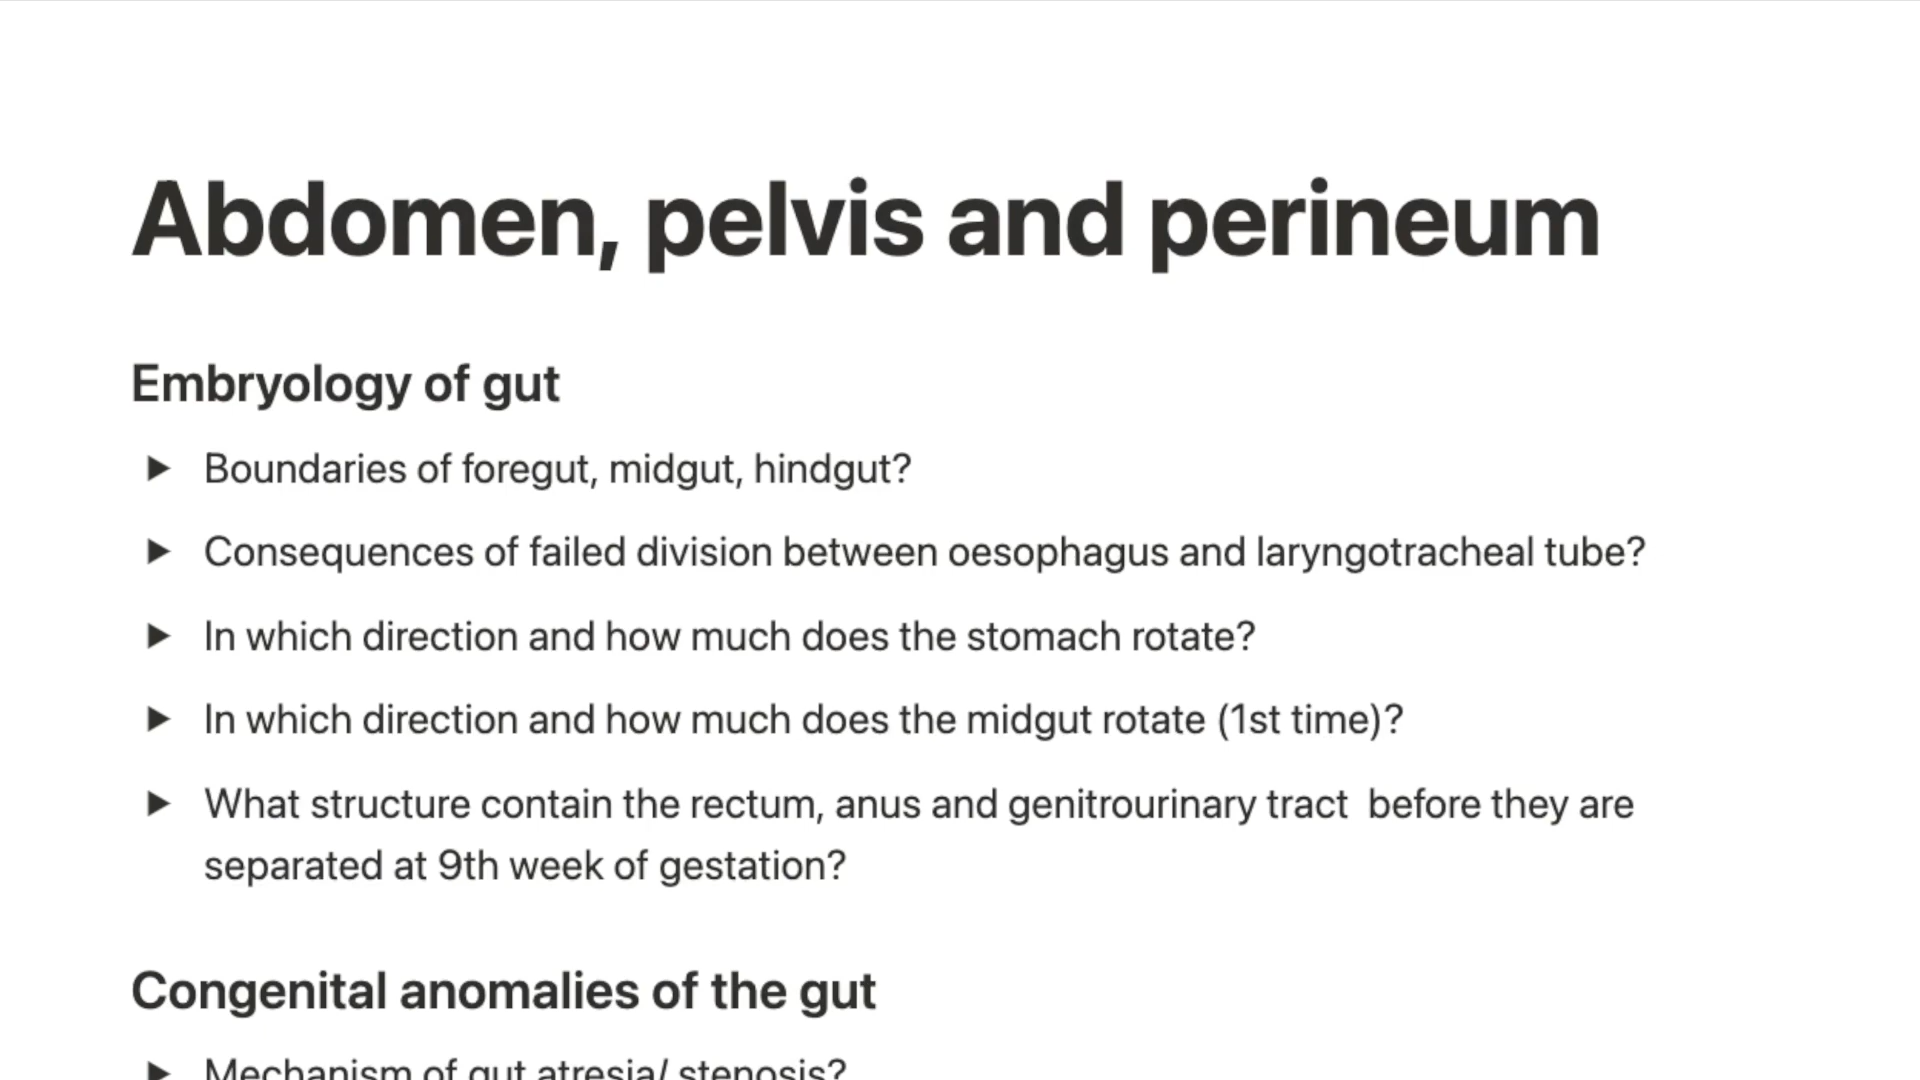 Abdomen, pelvis and perineum
Embryology of gut
Boundaries of foregut, midgut, hindgut?
Consequences of failed division between oesophagus and laryngotracheal tube?
In which direction and how much does the stomach rotate?
In which direction and how much does the midgut rotate (1st time)?
What structure contain the rectum, anus and genitrourinary tract  before they are
separated at 9th week of gestation?
Congenital anomalies of the gut
Mechanism of gut atresia/ stenosis?